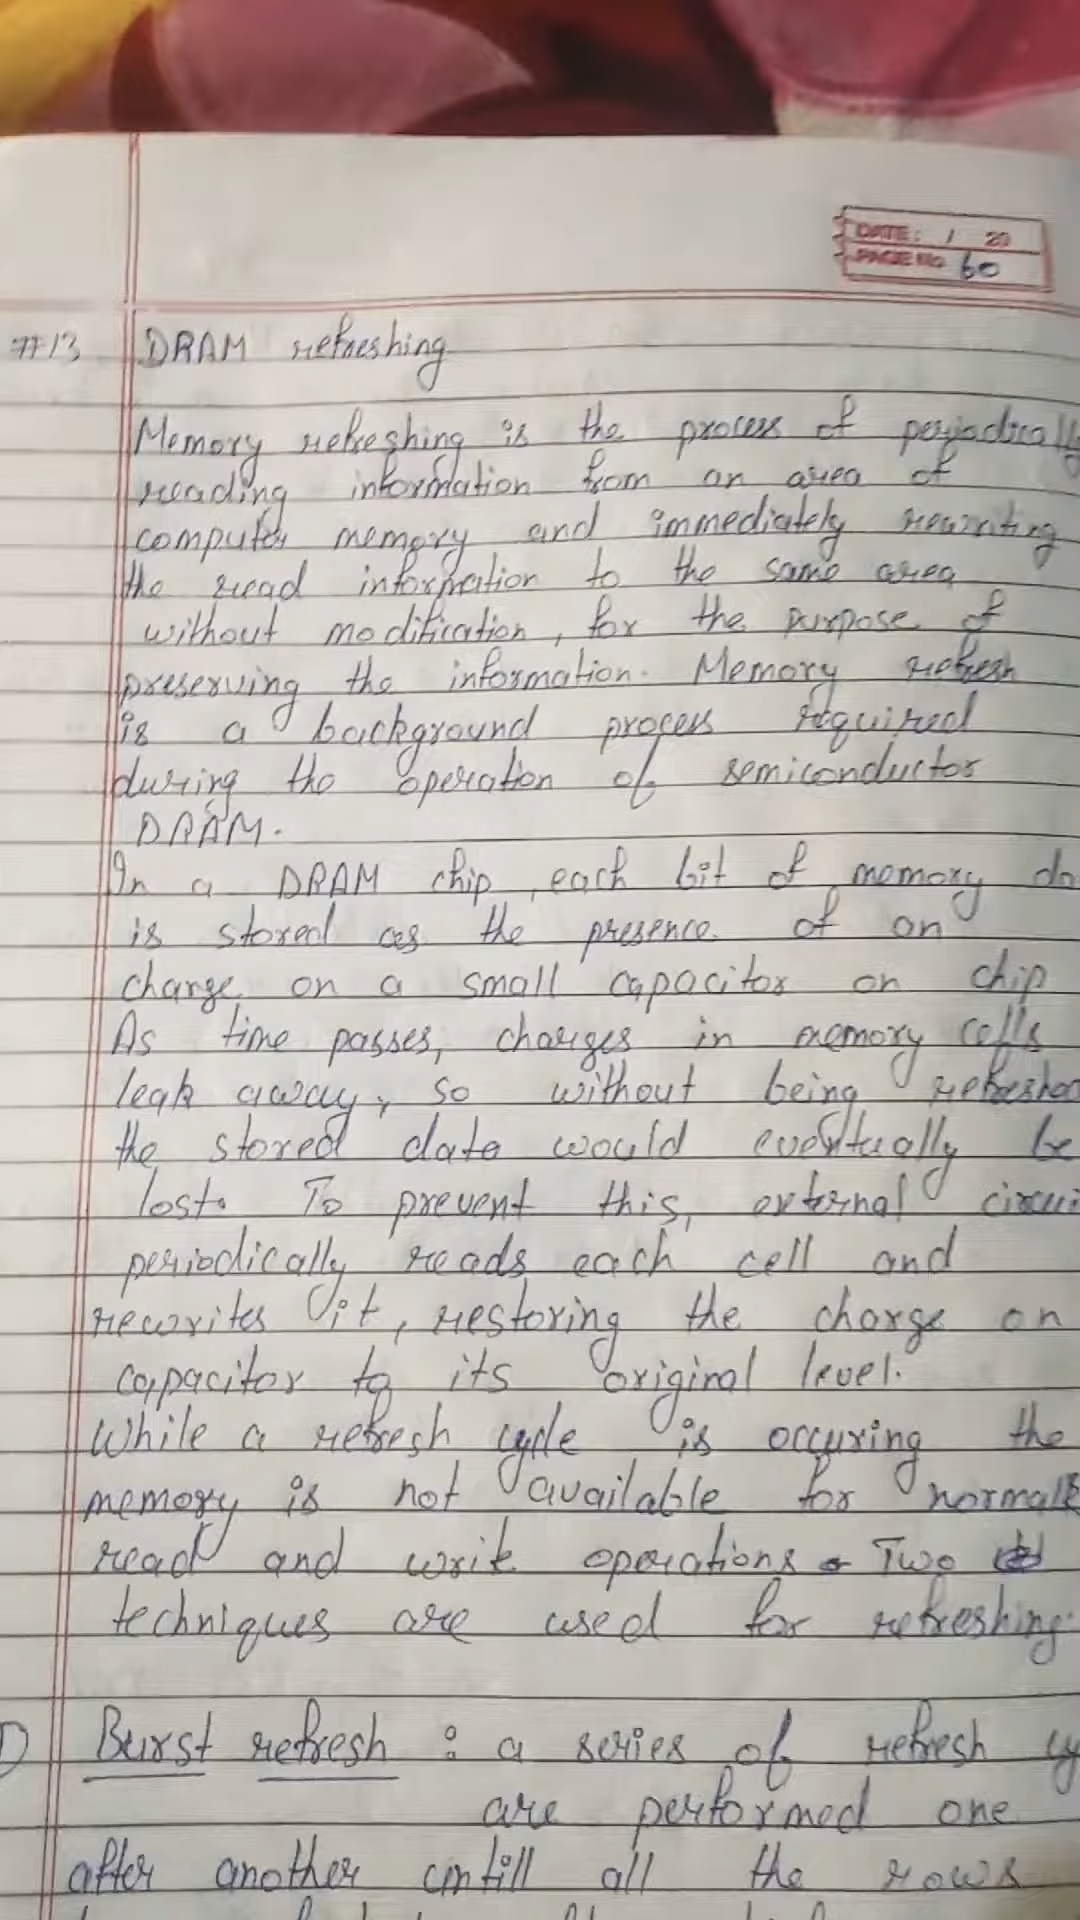 DATE: / 20
PAGE NO 60
#13 DRAM refreshing
Memory refreshing is the process of periodically
reading information from an area of
computer memory and immediately rewriting
the read information to the same area
without modification, for the purpose of
preserving the information. Memory refresh
is a background process required
during the operation of semiconductor
DRAM.
In a DRAM chip, each bit of memory da
is stored as the presence of an
charge on a small capacitor on chip
As time passes, charges in memory cells
leak away, so without being refreshed
the stored data would eventually be
lost. To prevent this, external circui
periodically reads each cell and
rewrites it, restoring the charge on
capacitor to its original level.
While a refresh cycle is occuring the
memory is not available for normal
read and write operations. Two
techniques are used for refreshing:
Burst refresh : a series of refresh cy
are performed one
after another untill all the rows